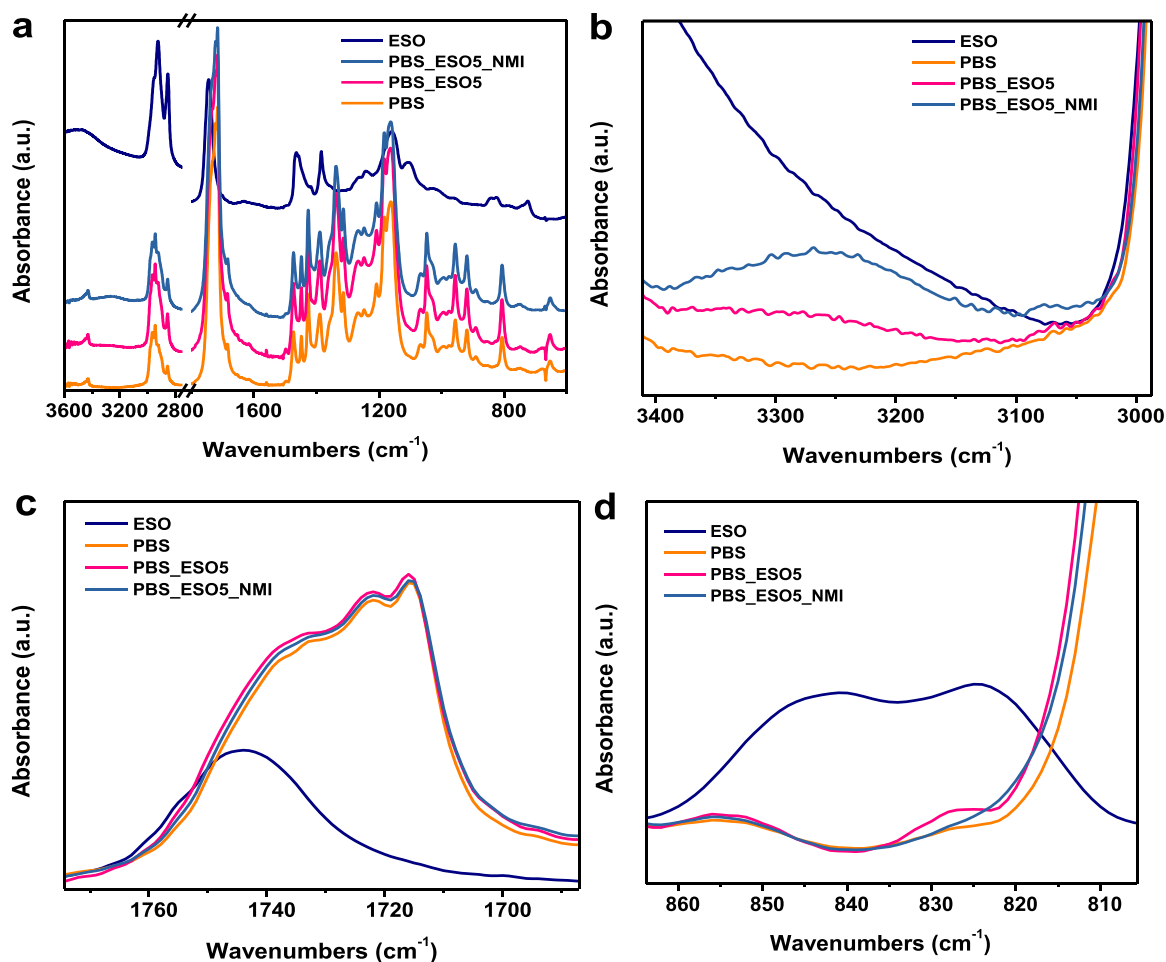 a
ESO
PBS_ESO5_NMI
PBS_ESO5
PBS
Absorbance (a.u.)
3600 3200 2800 1600 1200 800
Wavenumbers (cm-1)
b
ESO
PBS
PBS_ESO5
PBS_ESO5_NMI
Absorbance (a.u.)
3400 3300 3200 3100 3000
Wavenumbers (cm-1)
c
ESO
PBS
PBS_ESO5
PBS_ESO5_NMI
Absorbance (a.u.)
1760 1740 1720 1700
Wavenumbers (cm-1)
d
ESO
PBS
PBS_ESO5
PBS_ESO5_NMI
Absorbance (a.u.)
860 850 840 830 820 810
Wavenumbers (cm-1)